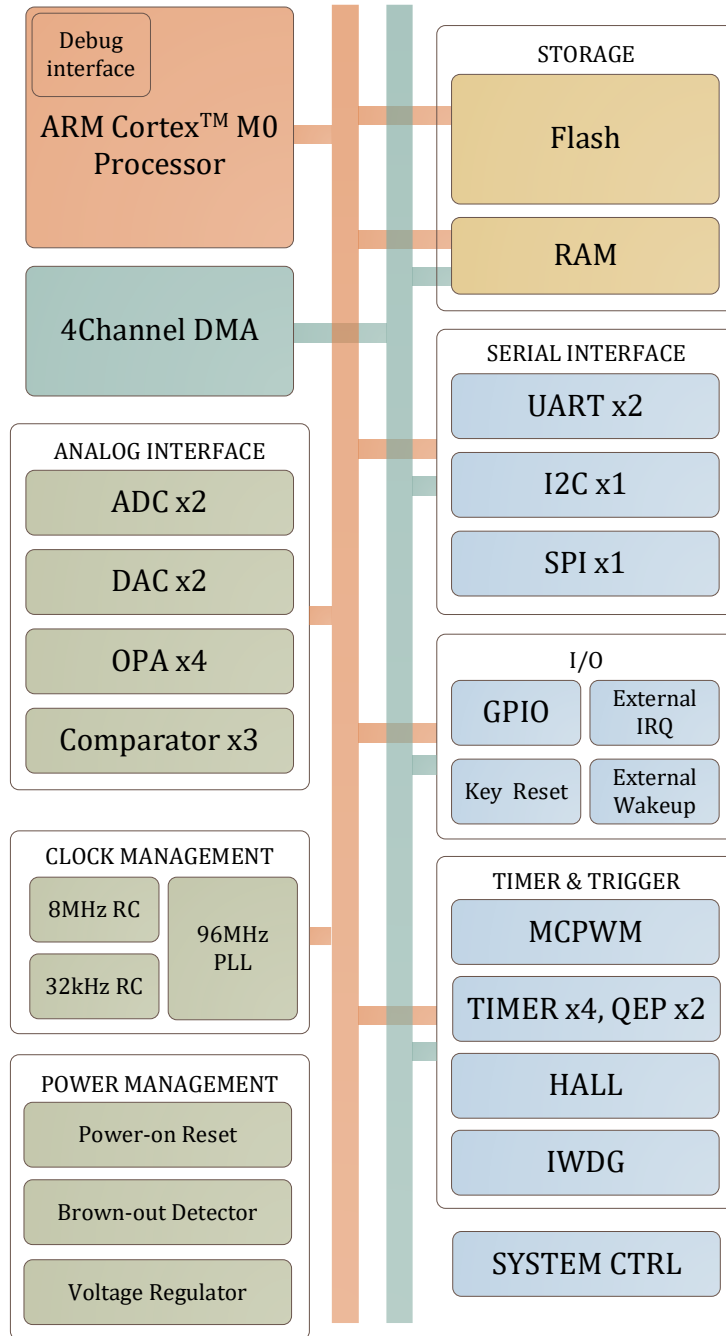 Debug
interface
ARM Cortex™ M0
Processor
4Channel DMA
ANALOG INTERFACE
ADC x2
DAC x2
OPA x4
Comparator x3
CLOCK MANAGEMENT
8MHz RC
32kHz RC
96MHz
PLL
POWER MANAGEMENT
Power-on Reset
Brown-out Detector
Voltage Regulator
STORAGE
Flash
RAM
SERIAL INTERFACE
UART x2
I2C x1
SPI x1
I/O
GPIO
External
IRQ
Key Reset
External
Wakeup
TIMER & TRIGGER
MCPWM
TIMER x4, QEP x2
HALL
IWDG
SYSTEM CTRL